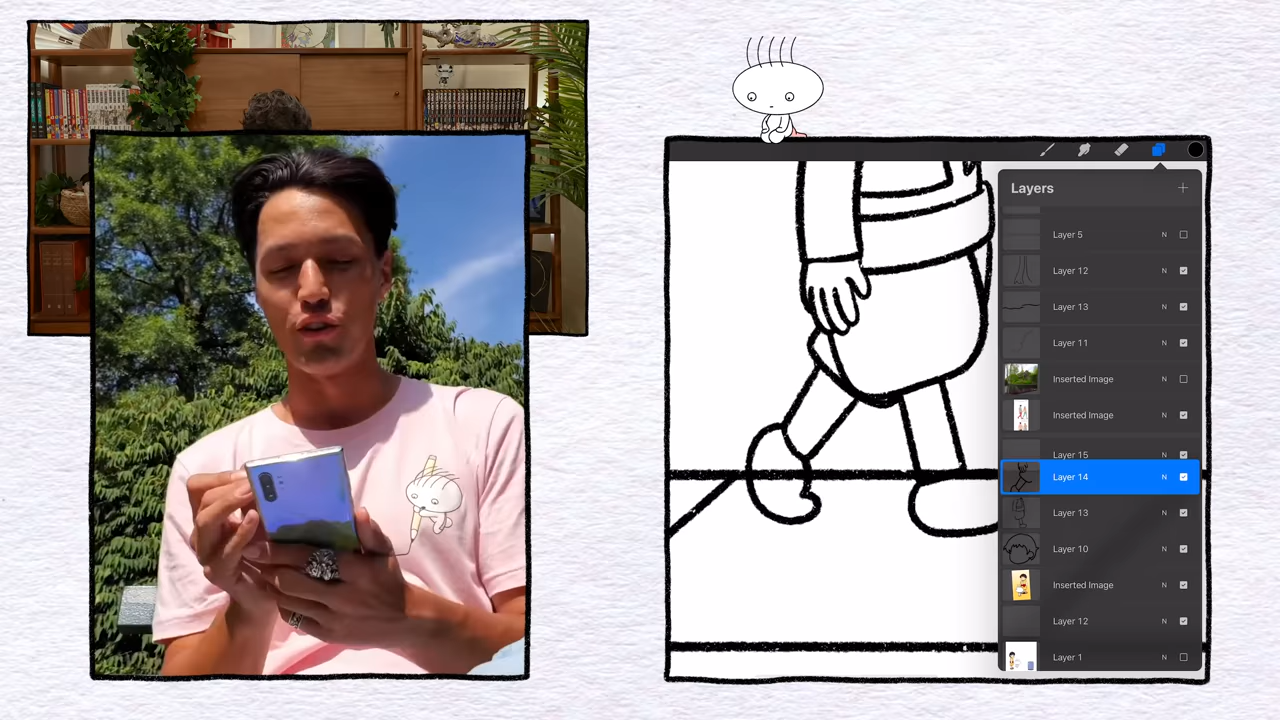 Layers
Layer 5 N
Layer 12 N
Layer 13 N
Layer 11 N
Inserted Image N
Inserted Image N
Layer 15 N
Layer 14 N
Layer 13 N
Layer 10 N
Inserted Image N
Layer 12 N
Layer 1 N